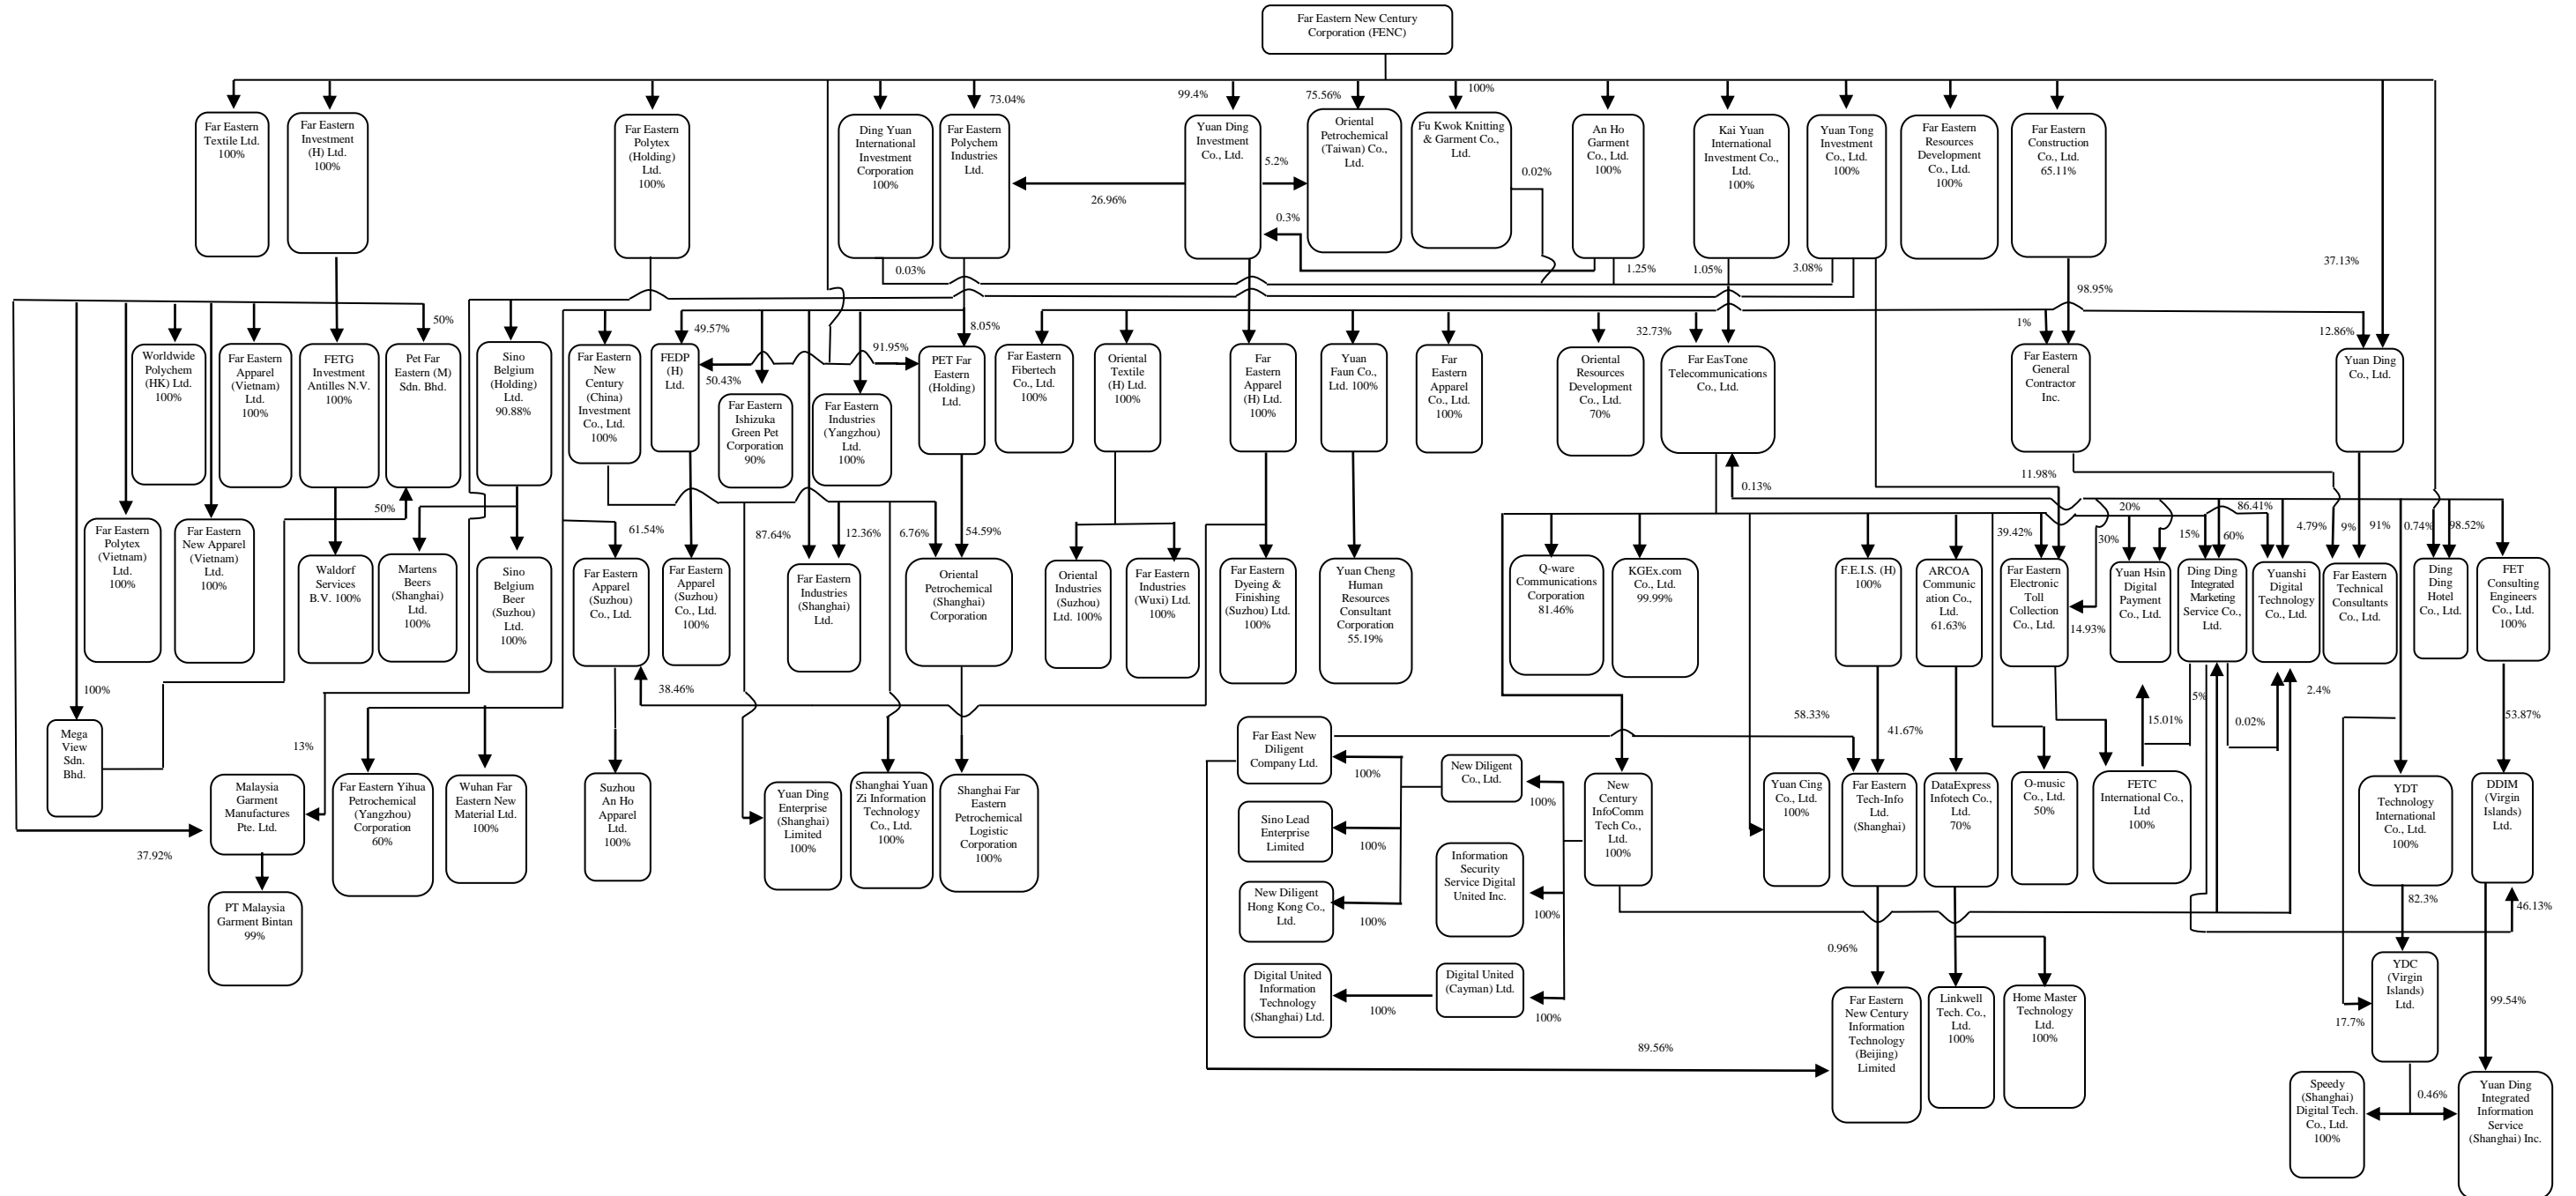 Far Eastern New Century
Corporation (FENC)
Far Eastern
Textile Ltd.
100%
Far Eastern
Investment
(H) Ltd.
100%
Far Eastern
Polytex
(Holding)
Ltd.
100%
Ding Yuan
International
Investment
Corporation
100%
73.04%
Far Eastern
Polychem
Industries
Ltd.
99.4%
Yuan Ding
Investment
Co., Ltd.
75.56%
Oriental
Petrochemical
(Taiwan) Co.,
Ltd.
100%
Fu Kwok Knitting
& Garment Co.,
Ltd.
An Ho
Garment
Co., Ltd.
100%
Kai Yuan
International
Investment Co.,
Ltd.
100%
Yuan Tong
Investment
Co., Ltd.
100%
Far Eastern
Resources
Development
Co., Ltd.
100%
Far Eastern
Construction
Co., Ltd.
65.11%
5.2%
26.96%
0.3%
0.02%
0.03%
1.25%
1.05%
3.08%
37.13%
98.95%
50%
49.57%
8.05%
91.95%
50.43%
32.73%
1%
12.86%
Worldwide
Polychem
(HK) Ltd.
100%
Far Eastern
Apparel
(Vietnam)
Ltd.
100%
FETG
Investment
Antilles N.V.
100%
Pet Far
Eastern (M)
Sdn. Bhd.
Sino
Belgium
(Holding)
Ltd.
90.88%
Far Eastern
New
Century
(China)
Investment
Co., Ltd.
100%
FEDP
(H)
Ltd.
Far Eastern
Ishizuka
Green Pet
Corporation
90%
Far Eastern
Industries
(Yangzhou)
Ltd.
100%
PET Far
Eastern
(Holding)
Ltd.
Far Eastern
Fibertech
Co., Ltd.
100%
Oriental
Textile
(H) Ltd.
100%
Far
Eastern
Apparel
(H) Ltd.
100%
Yuan
Faun Co.,
Ltd. 100%
Far
Eastern
Apparel
Co., Ltd.
100%
Oriental
Resources
Development
Co., Ltd.
70%
Far EasTone
Telecommunications
Co., Ltd.
Far Eastern
General
Contractor
Inc.
Yuan Ding
Co., Ltd.
50%
61.54%
87.64%
12.36%
6.76%
54.59%
0.13%
11.98%
39.42%
30%
20%
15%
60%
86.41%
4.79%
9%
91%
0.74%
98.52%
Far Eastern
Polytex
(Vietnam)
Ltd.
100%
Far Eastern
New Apparel
(Vietnam)
Ltd.
100%
Waldorf
Services
B.V. 100%
Martens
Beers
(Shanghai)
Ltd.
100%
Sino
Belgium
Beer
(Suzhou)
Ltd.
100%
Far Eastern
Apparel
(Suzhou)
Co., Ltd.
Far Eastern
Apparel
(Suzhou)
Co., Ltd.
100%
Far Eastern
Industries
(Shanghai)
Ltd.
Oriental
Petrochemical
(Shanghai)
Corporation
Oriental
Industries
(Suzhou)
Ltd. 100%
Far Eastern
Industries
(Wuxi) Ltd.
100%
Far Eastern
Dyeing &
Finishing
(Suzhou) Ltd.
100%
Yuan Cheng
Human
Resources
Consultant
Corporation
55.19%
Q-ware
Communications
Corporation
81.46%
KGEx.com
Co., Ltd.
99.99%
F.E.I.S. (H)
100%
ARCOA
Communic
ation Co.,
Ltd.
61.63%
Far Eastern
Electronic
Toll
Collection
Co., Ltd.
14.93%
Yuan Hsin
Digital
Payment
Co., Ltd.
Ding Ding
Integrated
Marketing
Service Co.,
Ltd.
Yuanshi
Digital
Technology
Co., Ltd.
Far Eastern
Technical
Consultants
Co., Ltd.
Ding
Ding
Hotel
Co., Ltd.
FET
Consulting
Engineers
Co., Ltd.
100%
100%
38.46%
13%
37.92%
58.33%
41.67%
15.01%
5%
0.02%
2.4%
53.87%
Mega
View
Sdn.
Bhd.
Malaysia
Garment
Manufactures
Pte. Ltd.
Far Eastern Yihua
Petrochemical
(Yangzhou)
Corporation
60%
Wuhan Far
Eastern New
Material Ltd.
100%
Suzhou
An Ho
Apparel
Ltd.
100%
Yuan Ding
Enterprise
(Shanghai)
Limited
100%
Shanghai Yuan
Zi Information
Technology
Co., Ltd.
100%
Shanghai Far
Eastern
Petrochemical
Logistic
Corporation
100%
Far East New
Diligent
Company Ltd.
100%
New Diligent
Co., Ltd.
100%
Sino Lead
Enterprise
Limited
100%
New Diligent
Hong Kong Co.,
Ltd.
100%
Information
Security
Service Digital
United Inc.
100%
Digital United
Information
Technology
(Shanghai) Ltd.
100%
Digital United
(Cayman) Ltd.
100%
New
Century
InfoComm
Tech Co.,
Ltd.
100%
Yuan Cing
Co., Ltd.
100%
Far Eastern
Tech-Info
Ltd.
(Shanghai)
DataExpress
Infotech Co.,
Ltd.
70%
O-music
Co., Ltd.
50%
FETC
International Co.,
Ltd
100%
YDT
Technology
International
Co., Ltd.
100%
DDIM
(Virgin
Islands)
Ltd.
PT Malaysia
Garment Bintan
99%
82.3%
46.13%
0.96%
89.56%
17.7%
99.54%
Far Eastern
New Century
Information
Technology
(Beijing)
Limited
Linkwell
Tech. Co.,
Ltd.
100%
Home Master
Technology
Ltd.
100%
YDC
(Virgin
Islands)
Ltd.
0.46%
Speedy
(Shanghai)
Digital Tech.
Co., Ltd.
100%
Yuan Ding
Integrated
Information
Service
(Shanghai) Inc.